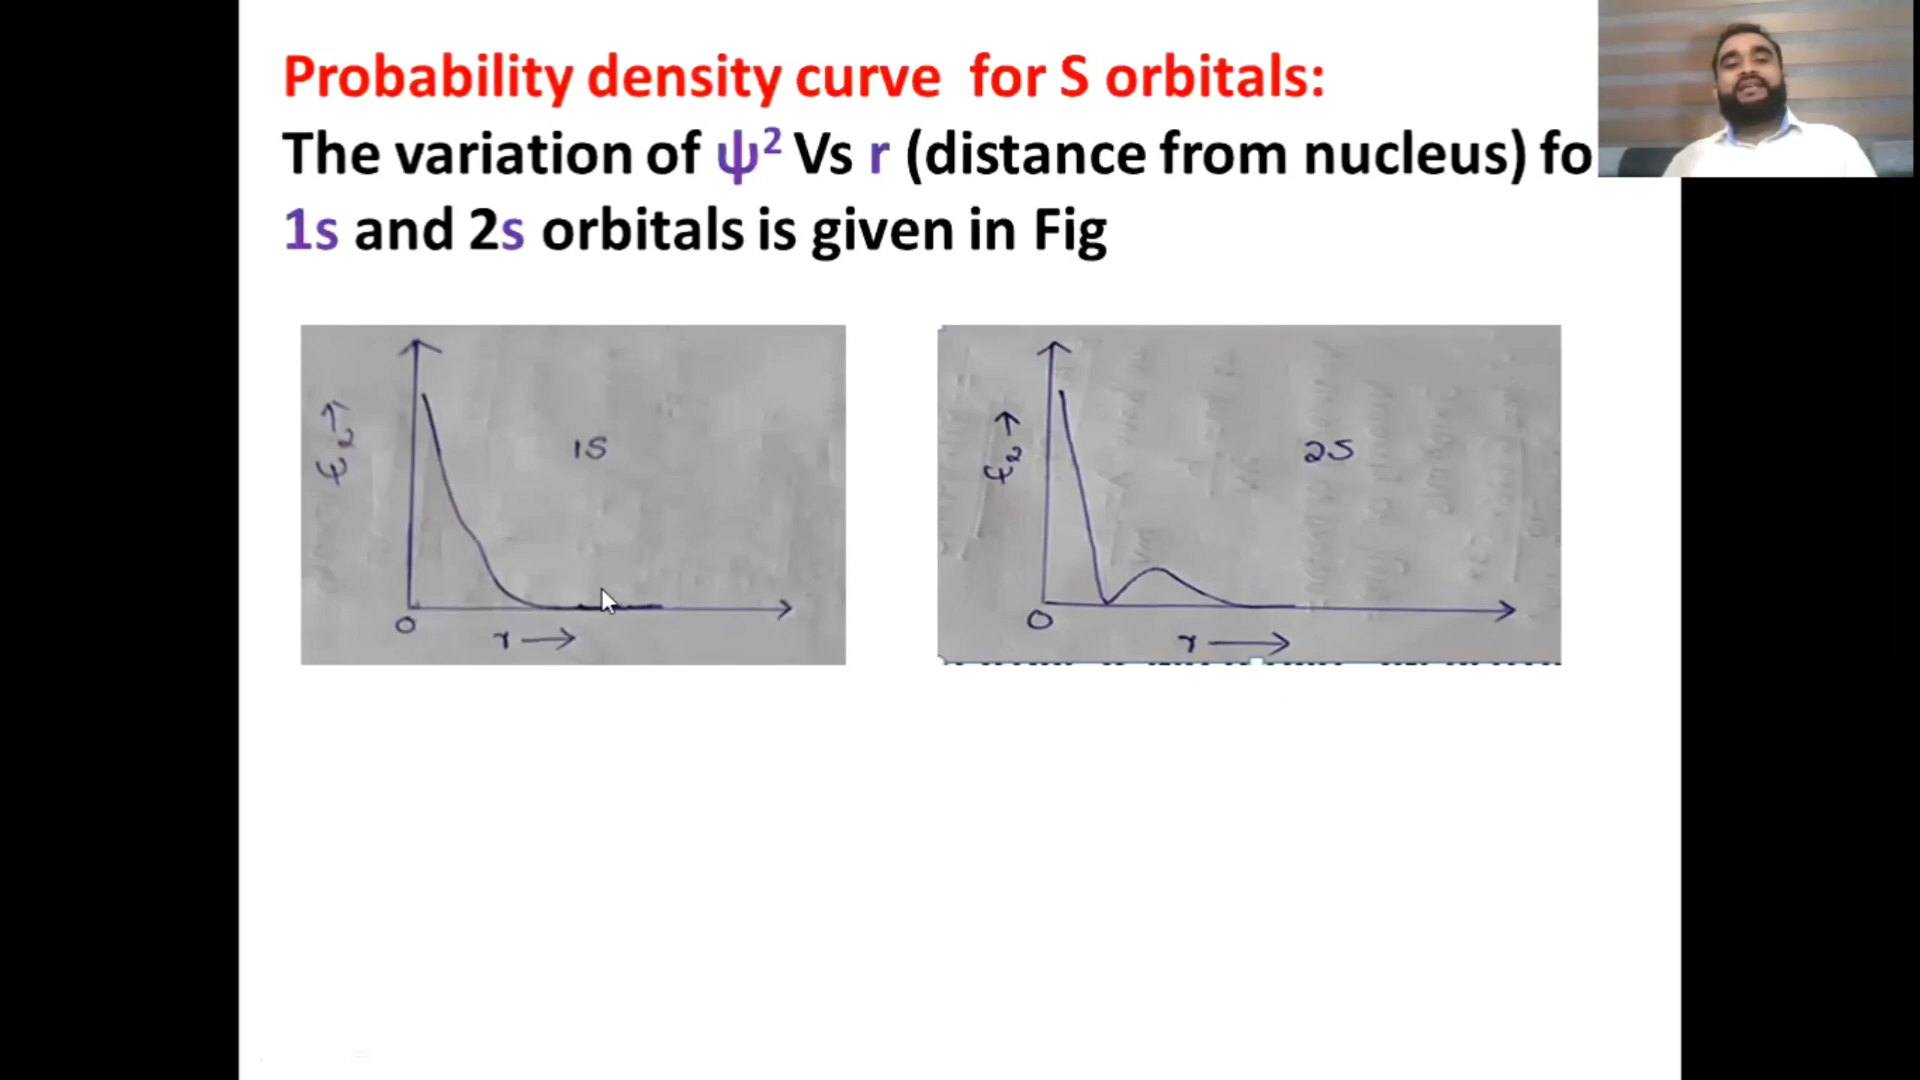 Probability density curve for S orbitals:
The variation of ψ² Vs r (distance from nucleus) fo
1s and 2s orbitals is given in Fig
ψ² →
1S
0
r →
ψ² →
2S
0
r →